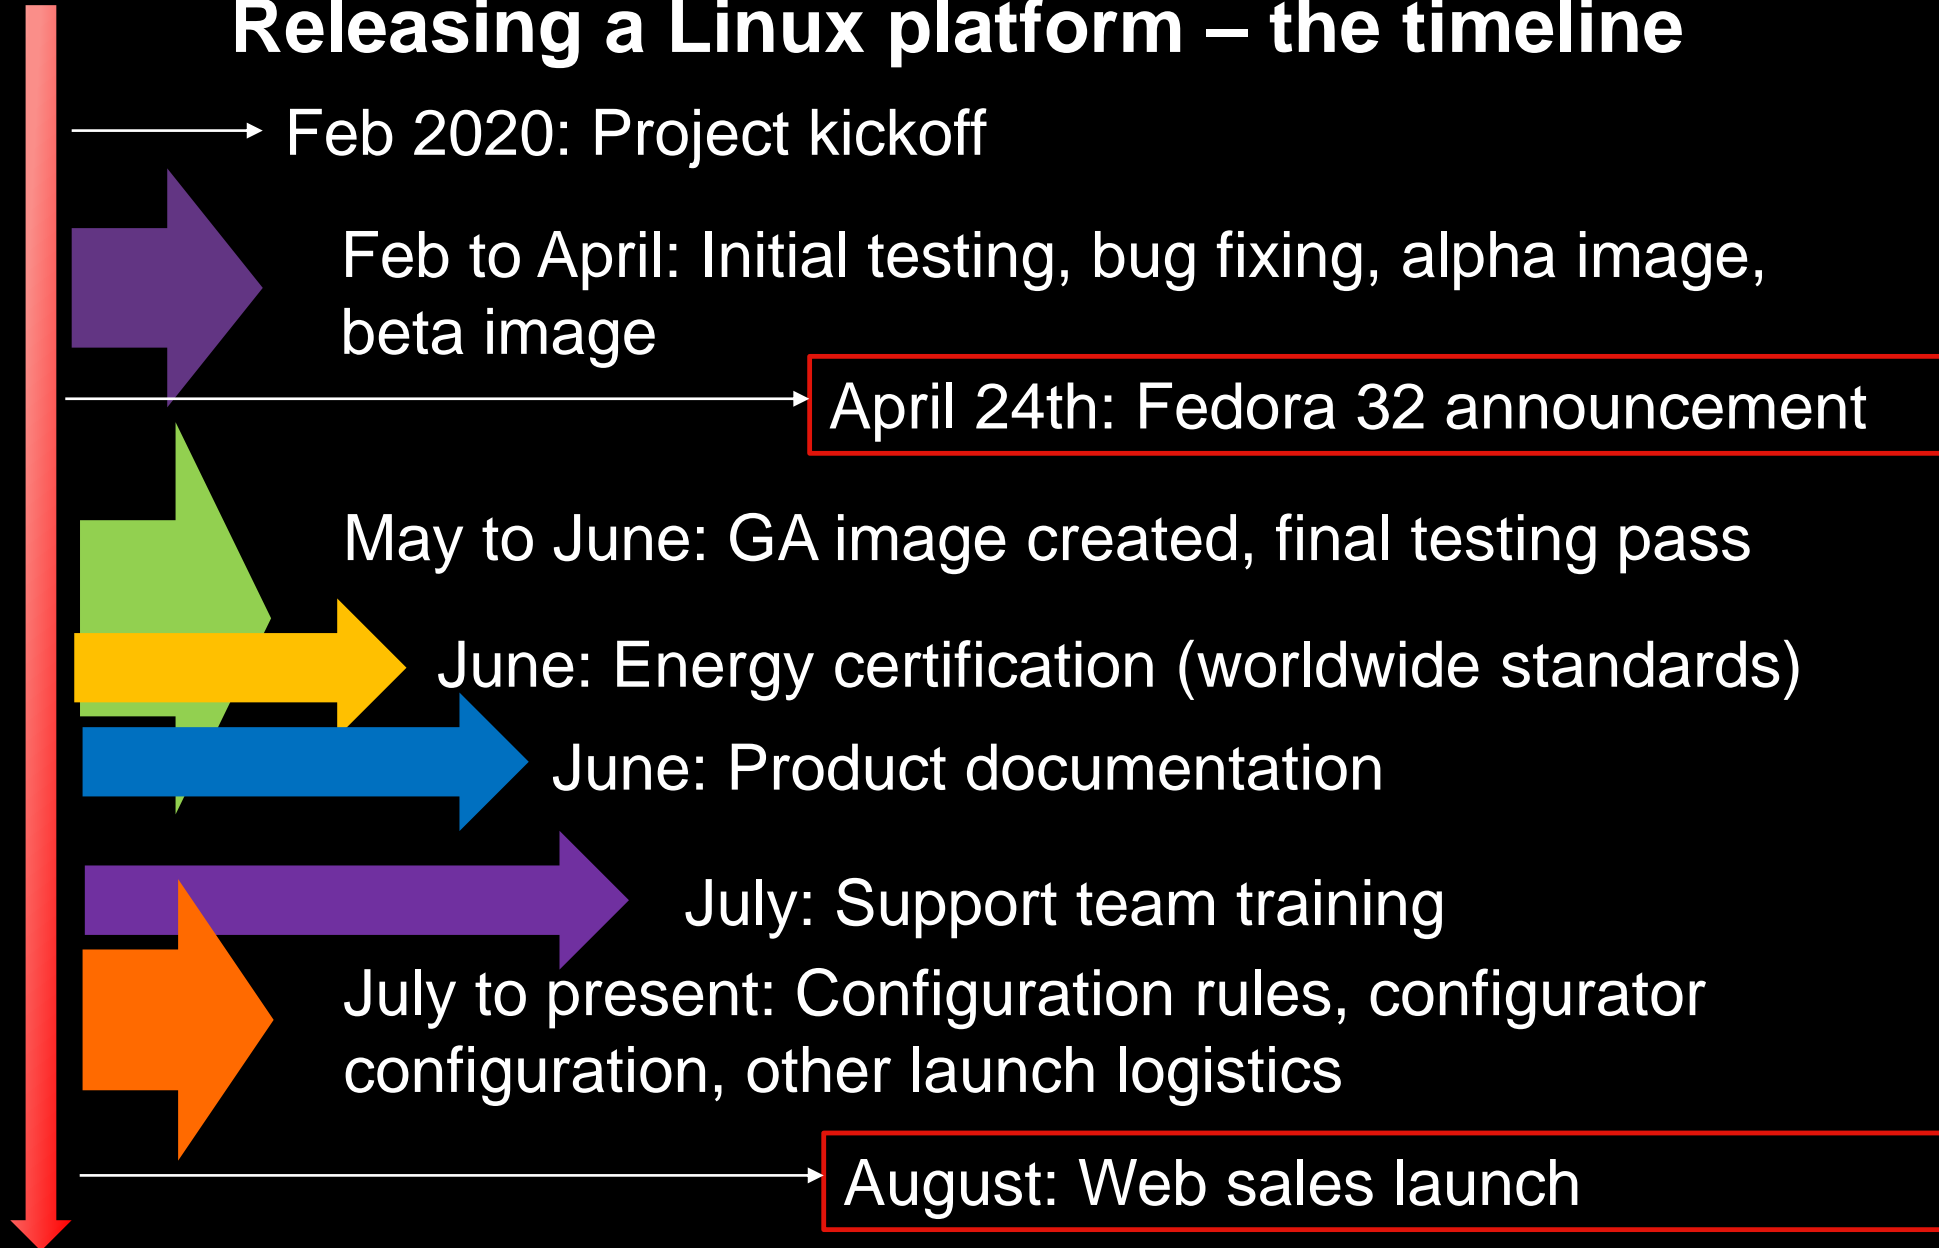 Releasing a Linux platform – the timeline
Feb 2020: Project kickoff
Feb to April: Initial testing, bug fixing, alpha image,
beta image
April 24th: Fedora 32 announcement
May to June: GA image created, final testing pass
June: Energy certification (worldwide standards)
June: Product documentation
July: Support team training
July to present: Configuration rules, configurator
configuration, other launch logistics
August: Web sales launch